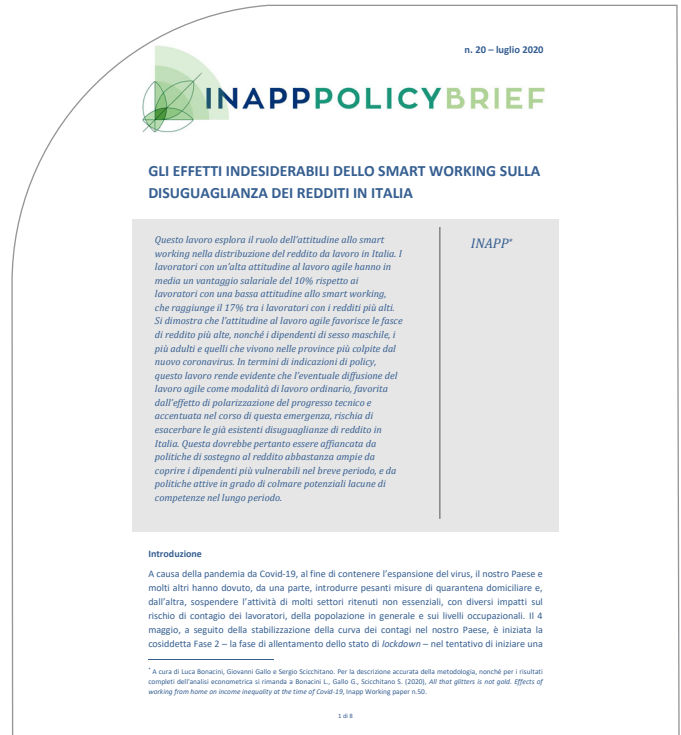 n. 20 – luglio 2020
INAPPPOLICYBRIEF
GLI EFFETTI INDESIDERABILI DELLO SMART WORKING SULLA
DISUGUAGLIANZA DEI REDDITI IN ITALIA
Questo lavoro esplora il ruolo dell'attitudine allo smart
working nella distribuzione del reddito da lavoro in Italia. I
lavoratori con un'alta attitudine al lavoro agile hanno in
media un vantaggio salariale del 10% rispetto ai
lavoratori con una bassa attitudine allo smart working,
che raggiunge il 17% tra i lavoratori con i redditi più alti.
Si dimostra che l'attitudine al lavoro agile favorisce le fasce
di reddito più alte, nonché i dipendenti di sesso maschile, i
più adulti e quelli che vivono nelle province più colpite dal
nuovo coronavirus. In termini di indicazioni di policy,
questo lavoro rende evidente che l'eventuale diffusione del
lavoro agile come modalità di lavoro ordinario, favorita
dall'effetto di polarizzazione del progresso tecnico e
accentuata nel corso di questa emergenza, rischia di
esacerbare le già esistenti disuguaglianze di reddito in
Italia. Questa dovrebbe pertanto essere affiancata da
politiche di sostegno al reddito abbastanza ampie da
coprire i dipendenti più vulnerabili nel breve periodo, e da
politiche attive in grado di colmare potenziali lacune di
competenze nel lungo periodo.
INAPP*
Introduzione
A causa della pandemia da Covid-19, al fine di contenere l'espansione del virus, il nostro Paese e
molti altri hanno dovuto, da una parte, introdurre pesanti misure di quarantena domiciliare e,
dall'altra, sospendere l'attività di molti settori ritenuti non essenziali, con diversi impatti sul
rischio di contagio dei lavoratori, della popolazione in generale e sui livelli occupazionali. Il 4
maggio, a seguito della stabilizzazione della curva dei contagi nel nostro Paese, è iniziata la
cosiddetta Fase 2 – la fase di allentamento dello stato di lockdown – nel tentativo di iniziare una
* A cura di Luca Bonacini, Giovanni Gallo e Sergio Scicchitano. Per la descrizione accurata della metodologia, nonché per i risultati
completi dell'analisi econometrica si rimanda a Bonacini L., Gallo G., Scicchitano S. (2020), All that glitters is not gold. Effects of
working from home on income inequality at the time of Covid-19, Inapp Working paper n.50.
1 di 8